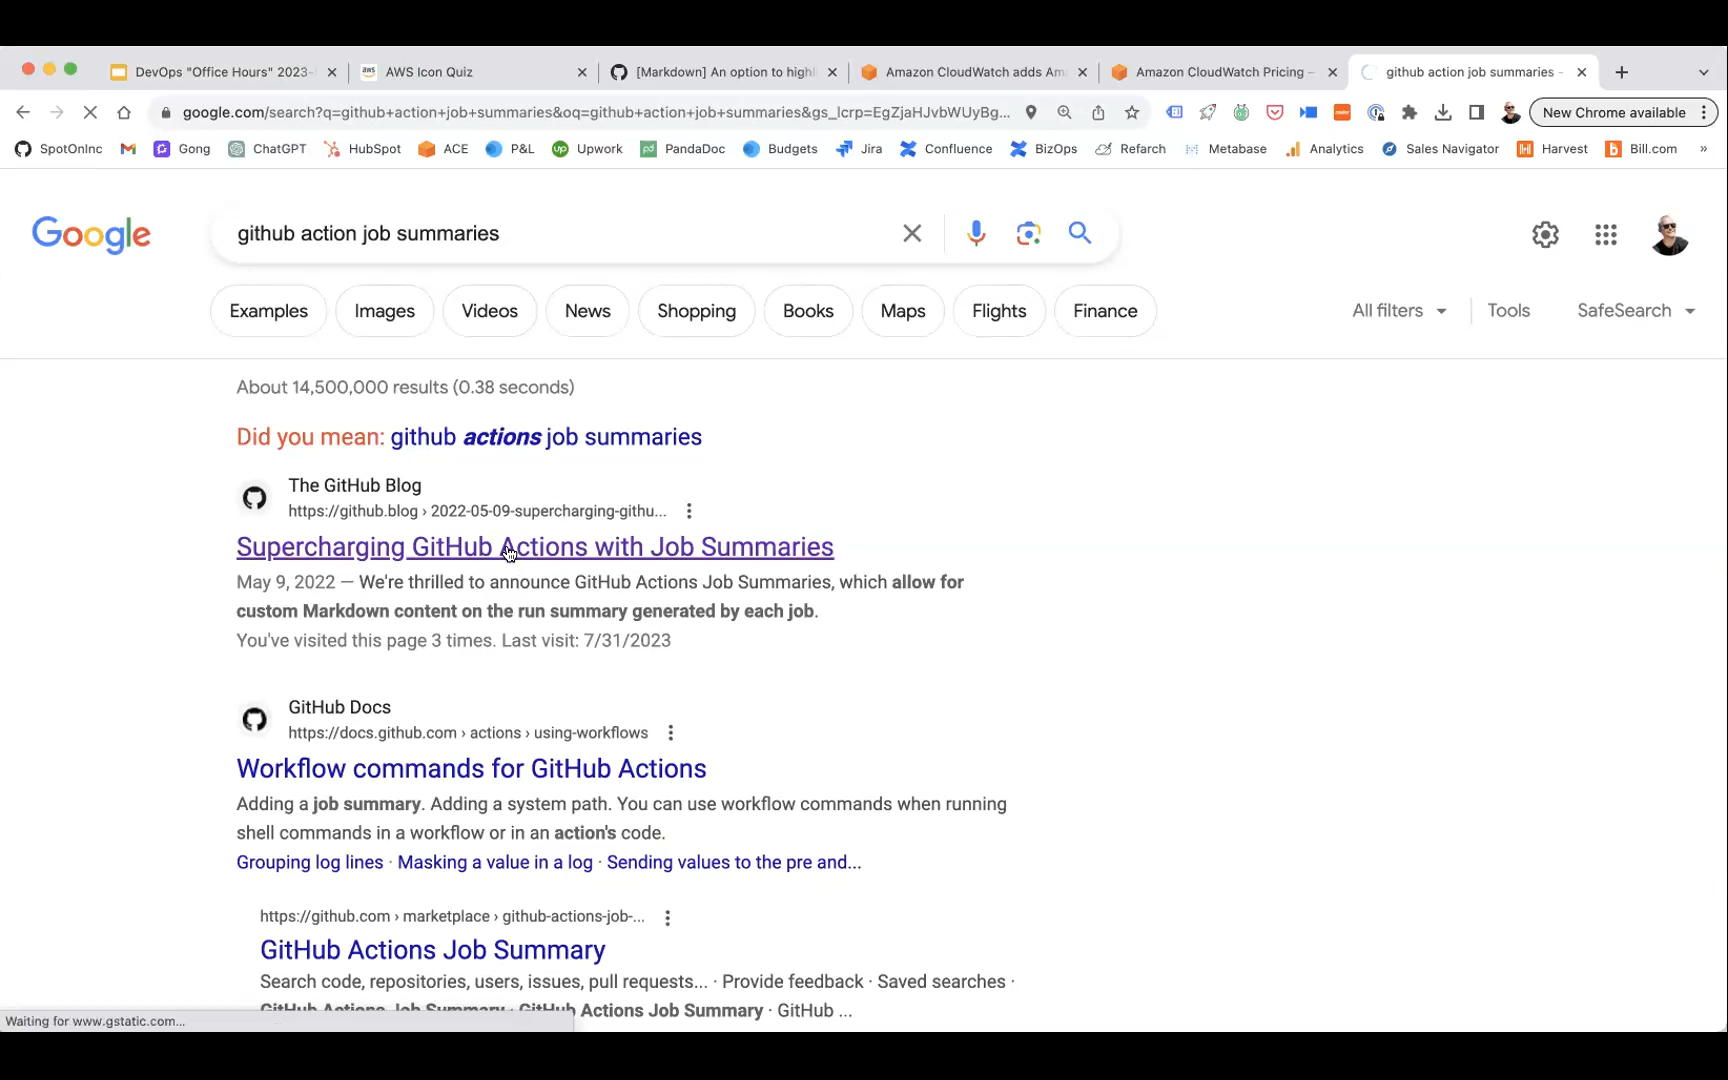 DevOps "Office Hours" 2023-
AWS Icon Quiz
[Markdown] An option to highl
Amazon CloudWatch adds Am
Amazon CloudWatch Pricing –
github action job summaries -
google.com/search?q=github+action+job+summaries&oq=github+action+job+summaries&gs_lcrp=EgZjaHJvbWUyBg...
New Chrome available
SpotOnInc
Gong
ChatGPT
HubSpot
ACE
P&L
Upwork
PandaDoc
Budgets
Jira
Confluence
BizOps
Refarch
Metabase
Analytics
Sales Navigator
Harvest
Bill.com
»
Google
github action job summaries
Examples
Images
Videos
News
Shopping
Books
Maps
Flights
Finance
All filters
Tools
SafeSearch
About 14,500,000 results (0.38 seconds)
Did you mean: github actions job summaries
The GitHub Blog
https://github.blog › 2022-05-09-supercharging-githu...
Supercharging GitHub Actions with Job Summaries
May 9, 2022 — We're thrilled to announce GitHub Actions Job Summaries, which allow for
custom Markdown content on the run summary generated by each job.
You've visited this page 3 times. Last visit: 7/31/2023
GitHub Docs
https://docs.github.com › actions › using-workflows
Workflow commands for GitHub Actions
Adding a job summary. Adding a system path. You can use workflow commands when running
shell commands in a workflow or in an action's code.
Grouping log lines · Masking a value in a log · Sending values to the pre and...
https://github.com › marketplace › github-actions-job-...
GitHub Actions Job Summary
Search code, repositories, users, issues, pull requests... · Provide feedback · Saved searches ·
GitHub Actions Job Summary · GitHub Actions Job Summary · GitHub ...
Waiting for www.gstatic.com...